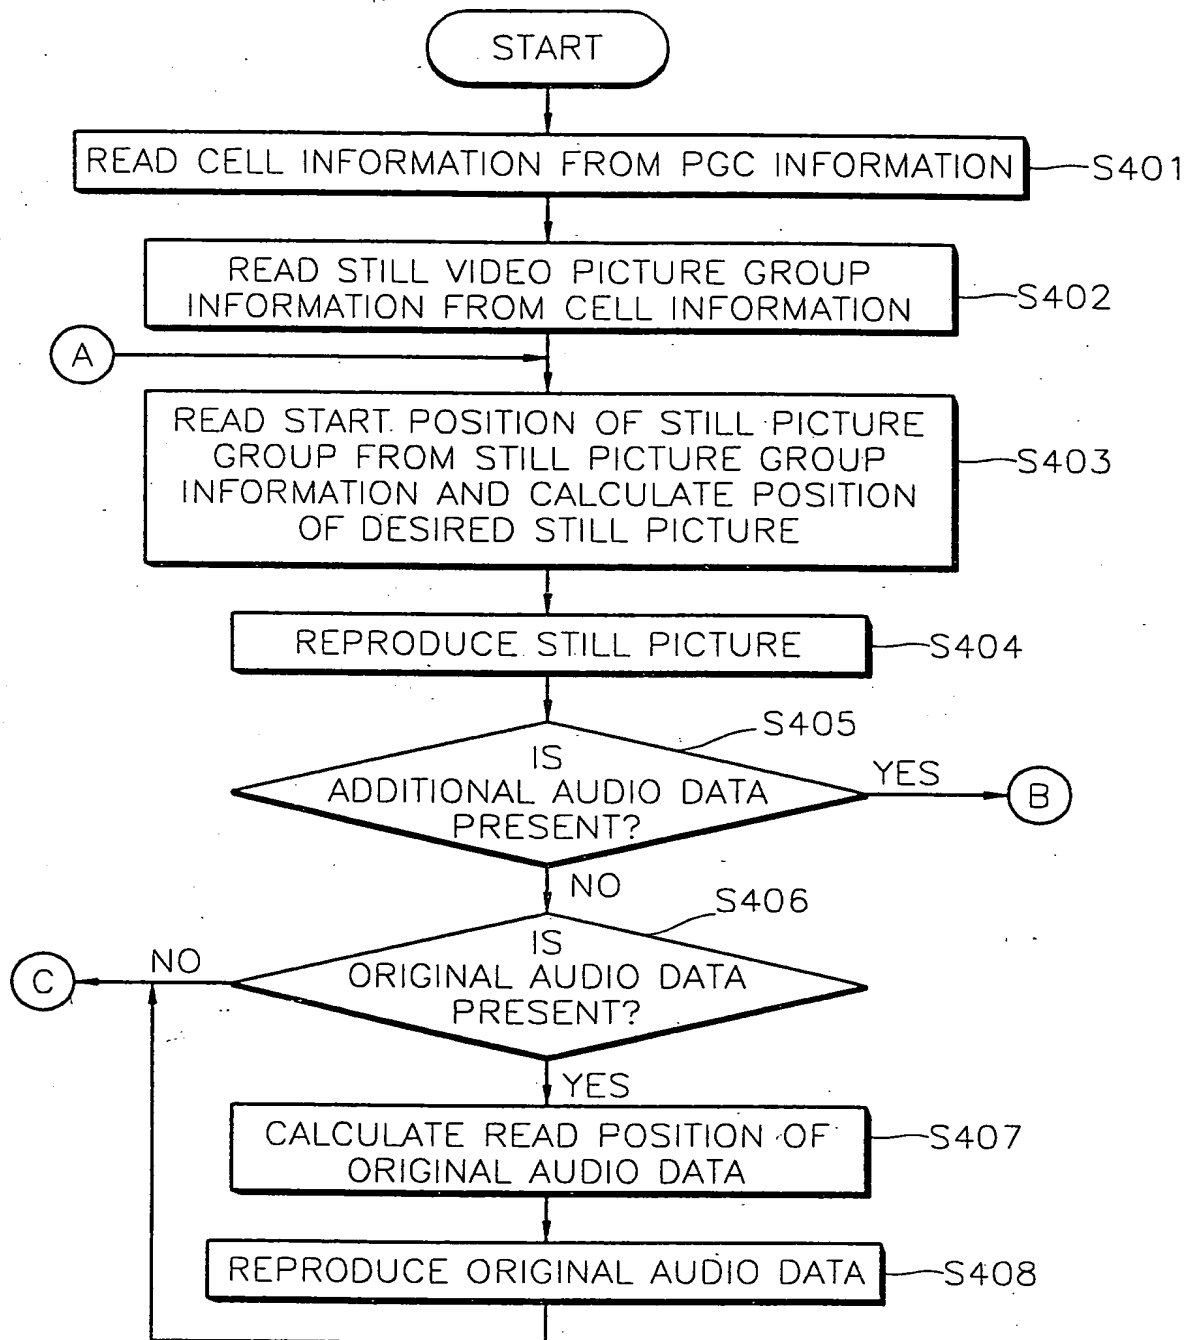 START
READ CELL INFORMATION FROM PGC INFORMATION
S401
READ STILL VIDEO PICTURE GROUP
INFORMATION FROM CELL INFORMATION
S402
A
READ START POSITION OF STILL PICTURE
GROUP FROM STILL PICTURE GROUP
INFORMATION AND CALCULATE POSITION
OF DESIRED STILL PICTURE
S403
REPRODUCE STILL PICTURE
S404
S405
IS
ADDITIONAL AUDIO DATA
PRESENT?
YES
B
NO
S406
IS
ORIGINAL AUDIO DATA
PRESENT?
NO
C
YES
CALCULATE READ POSITION OF
ORIGINAL AUDIO DATA
S407
REPRODUCE ORIGINAL AUDIO DATA
S408